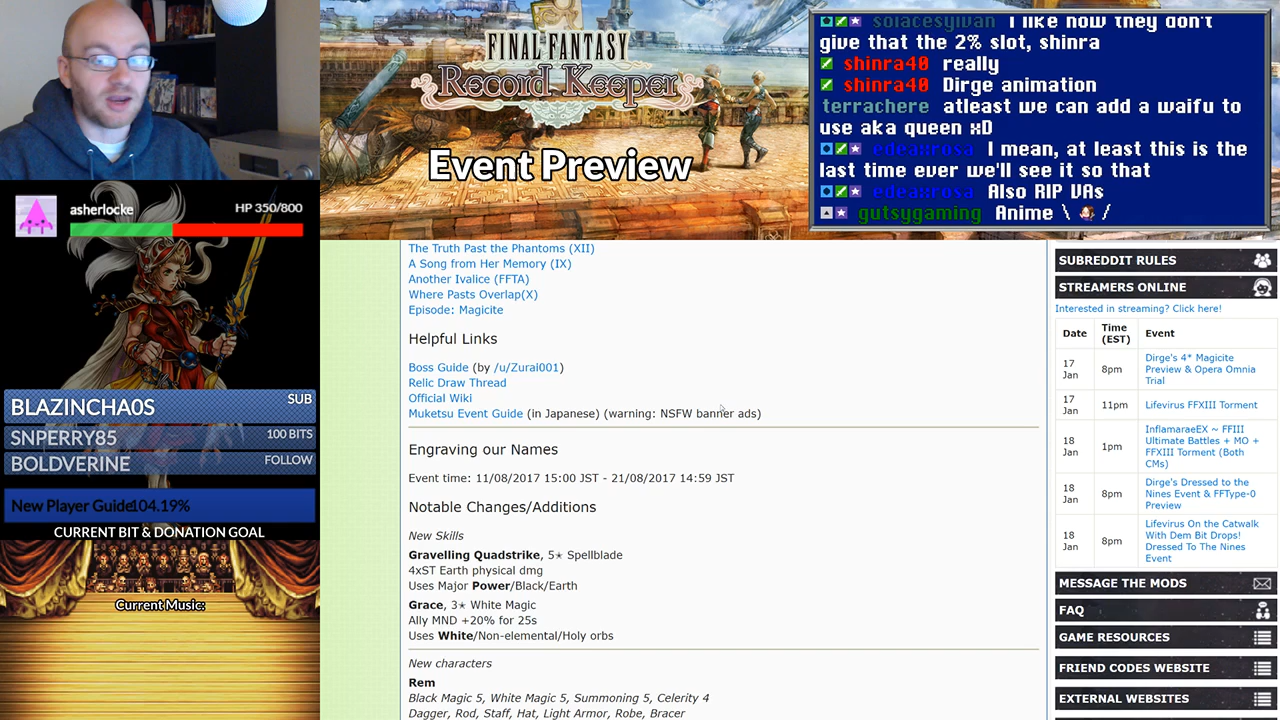 FINAL FANTASY
Record Keeper
Event Preview
solacesylvan I like how they don't
give that the 2% slot, shinra
shinra40 really
shinra40 Dirge animation
terrachere atleast we can add a waifu to
use aka queen xD
edeaxrosa I mean, at least this is the
last time ever we'll see it so that
edeaxrosa Also RIP VAs
gutsygaming Anime \ /
asherlocke
HP 350/800
BLAZINCHA0S SUB
SNPERRY85 100 BITS
BOLDVERINE FOLLOW
New Player Guide104.19%
CURRENT BIT & DONATION GOAL
Current Music:
The Truth Past the Phantoms (XII)
A Song from Her Memory (IX)
Another Ivalice (FFTA)
Where Pasts Overlap(X)
Episode: Magicite
Helpful Links
Boss Guide (by /u/Zural001)
Relic Draw Thread
Official Wiki
Muketsu Event Guide (in Japanese) (warning: NSFW banner ads)
Engraving our Names
Event time: 11/08/2017 15:00 JST - 21/08/2017 14:59 JST
Notable Changes/Additions
New Skills
Gravelling Quadstrike, 5★ Spellblade
4xST Earth physical dmg
Uses Major Power/Black/Earth
Grace, 3★ White Magic
Ally MND +20% for 25s
Uses White/Non-elemental/Holy orbs
New characters
Rem
Black Magic 5, White Magic 5, Summoning 5, Celerity 4
Dagger, Rod, Staff, Hat, Light Armor, Robe, Bracer
SUBREDDIT RULES
STREAMERS ONLINE
Interested in streaming? Click here!
Date Time (EST) Event
17 Jan 8pm Dirge's 4* Magicite
Preview & Opera Omnia
Trial
17 Jan 11pm Lifevirus FFXIII Torment
18 Jan 1pm InflamaraeEX ~ FFIII
Ultimate Battles + MO +
FFXIII Torment (Both
CMs)
18 Jan 8pm Dirge's Dressed to the
Nines Event & FFType-0
Preview
18 Jan 8pm Lifevirus On the Catwalk
With Dem Bit Drops!
Dressed To The Nines
Event
MESSAGE THE MODS
FAQ
GAME RESOURCES
FRIEND CODES WEBSITE
EXTERNAL WEBSITES